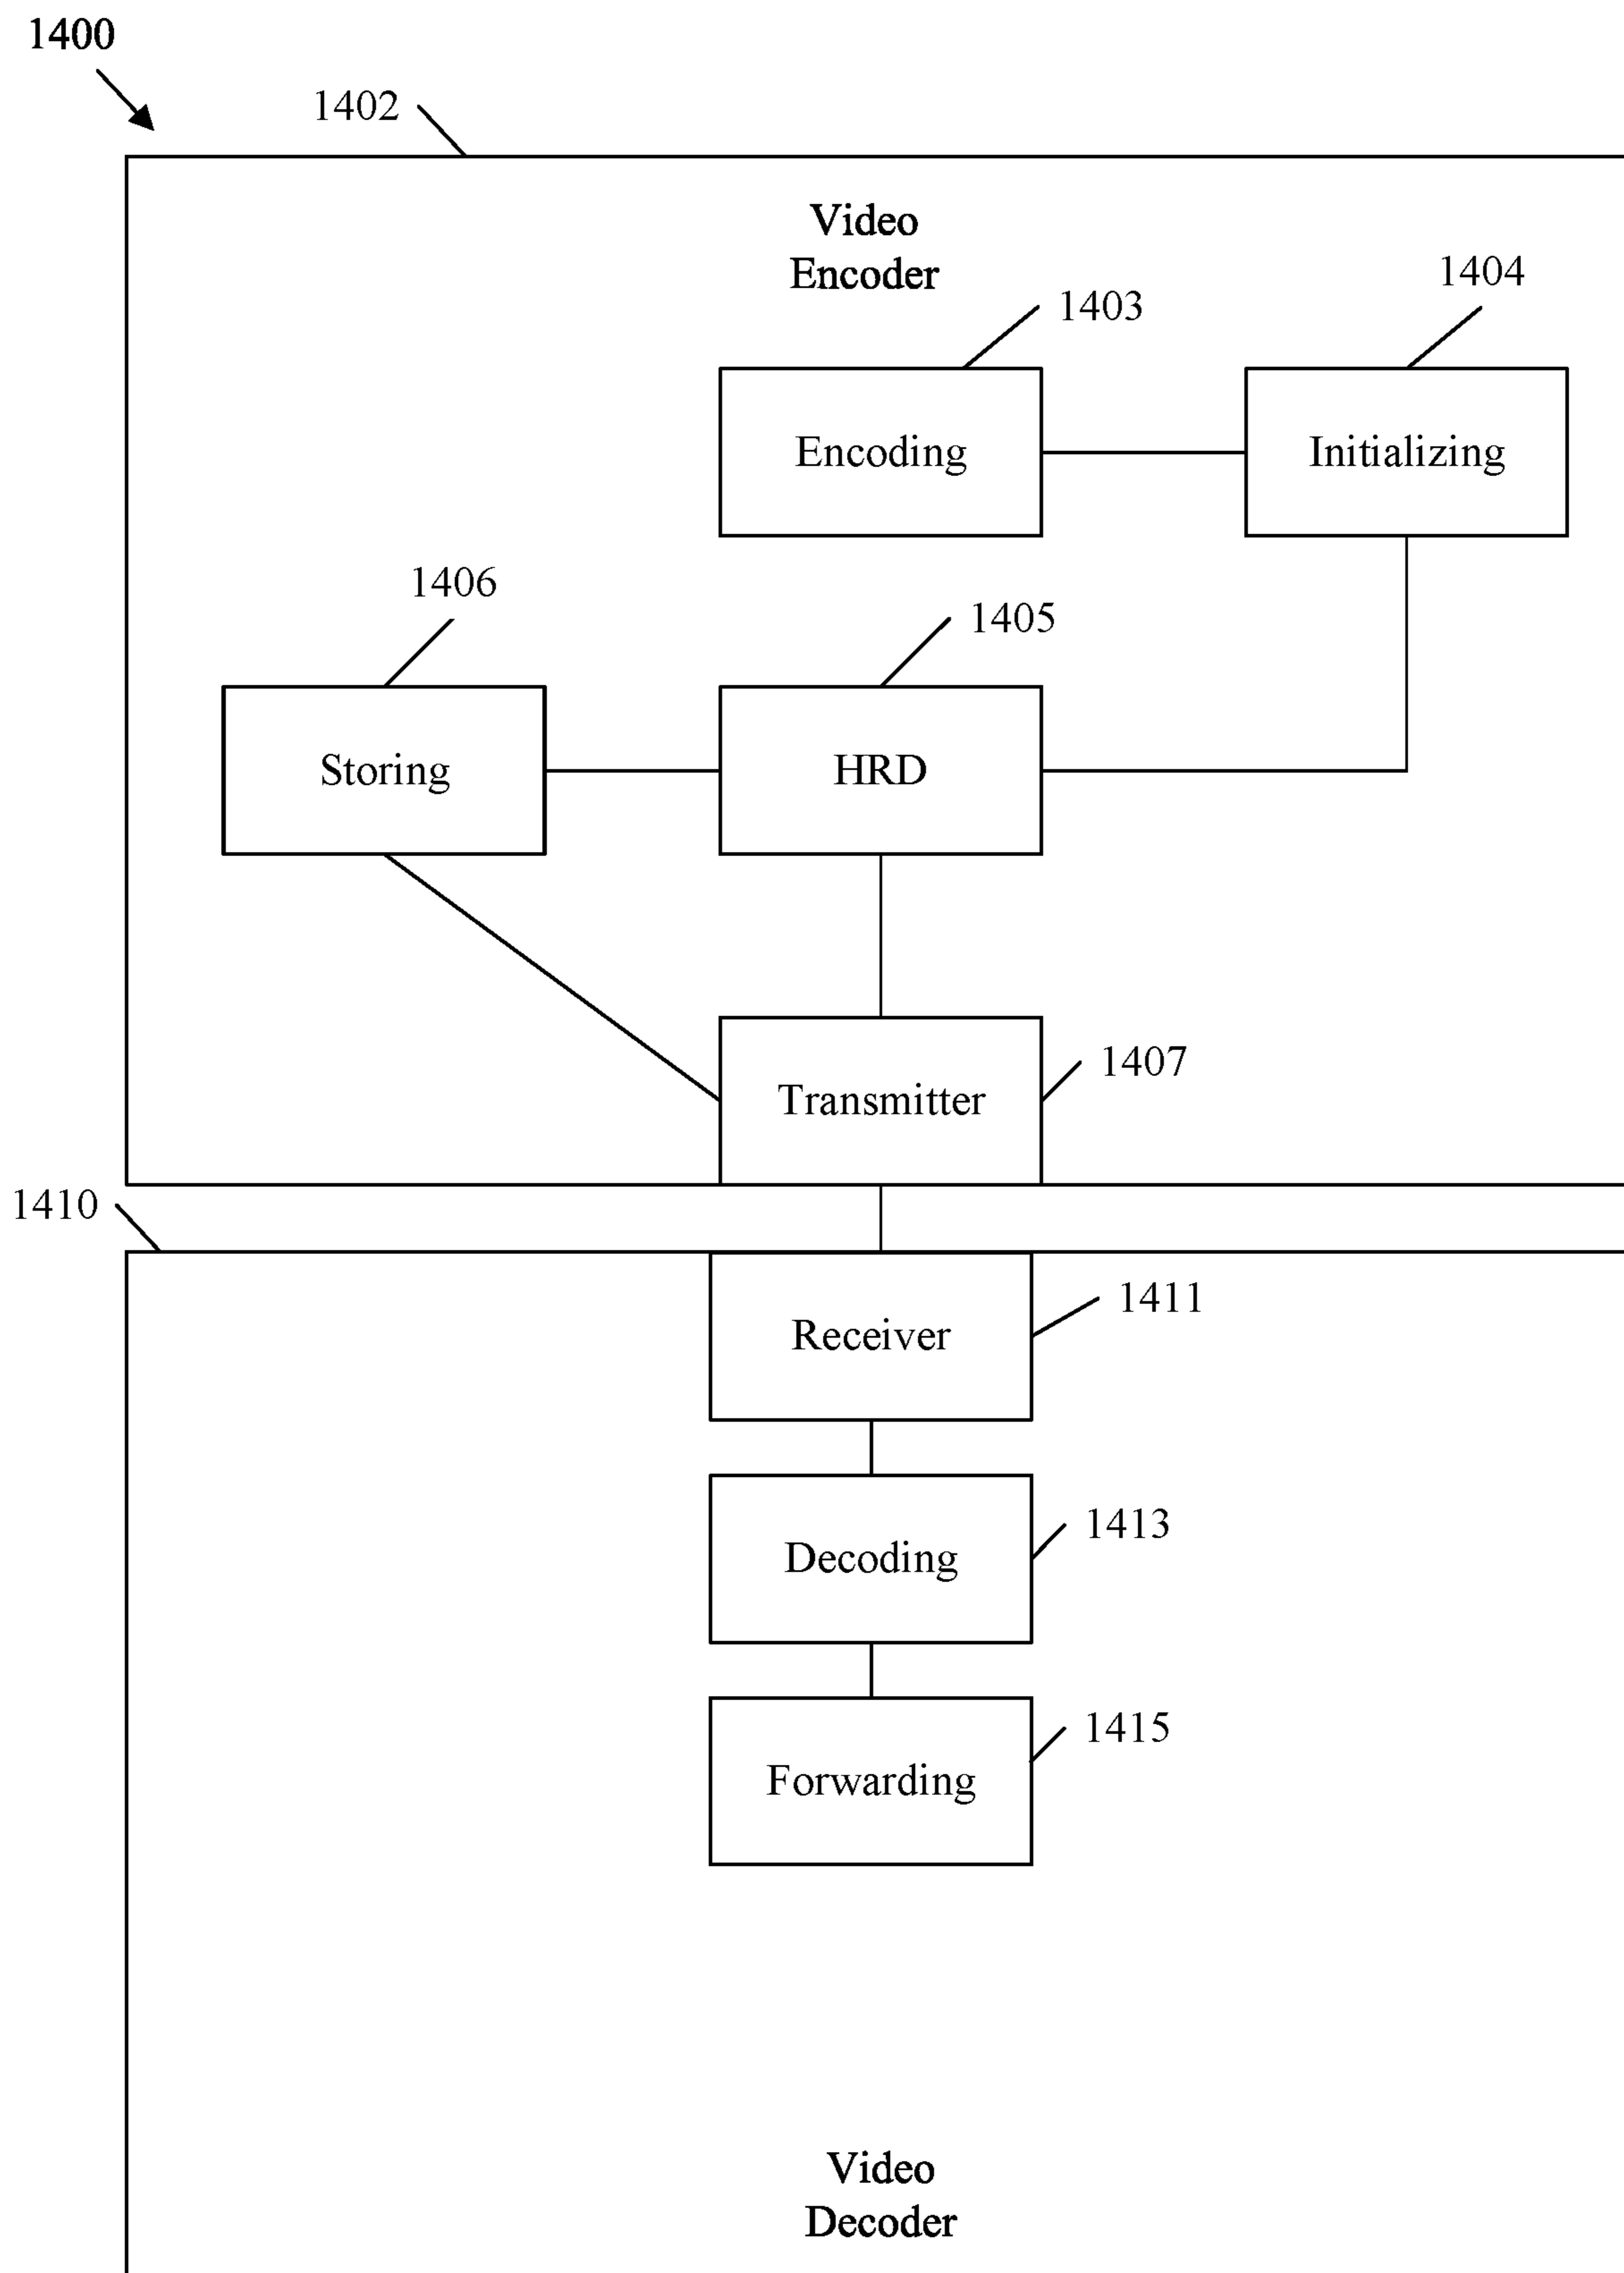 1400
1402
Video
Encoder
1403
1404
Encoding
Initializing
1406
1405
Storing
HRD
1407
Transmitter
1410
1411
Receiver
1413
Decoding
1415
Forwarding
Video
Decoder